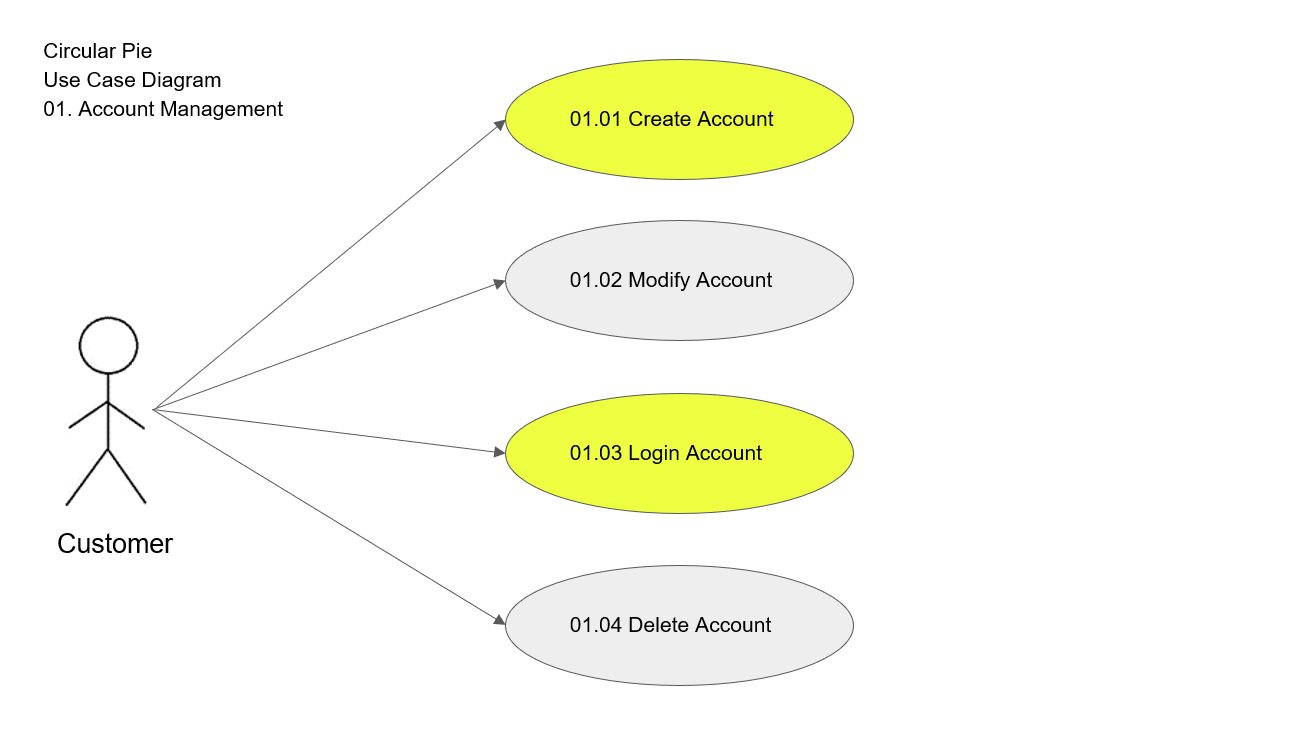 Circular Pie
Use Case Diagram
01. Account Management
01.01 Create Account
01.02 Modify Account
01.03 Login Account
01.04 Delete Account
Customer